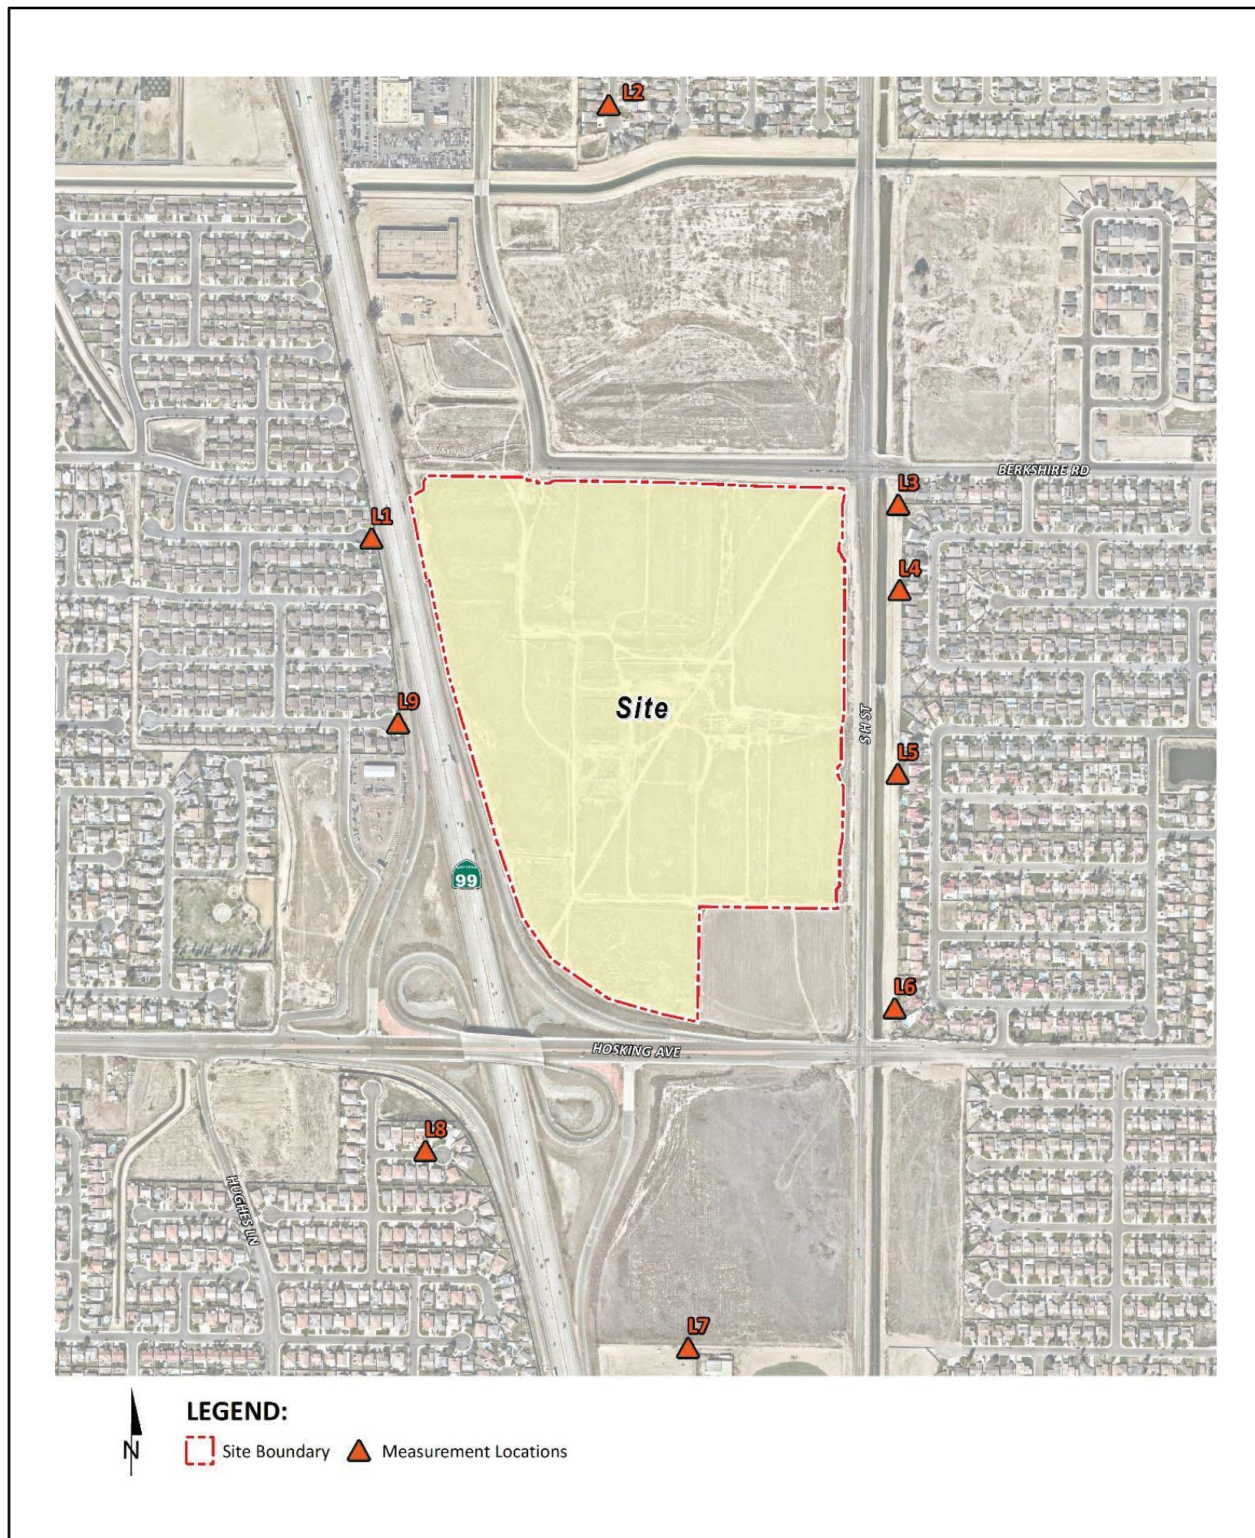 L2
BERKSHIRE RD
L3
L1
L4
Site
S H ST
L9
L5
99
L6
HOSKING AVE
L8
HUGHES LN
L7
N
LEGEND:
Site Boundary
Measurement Locations